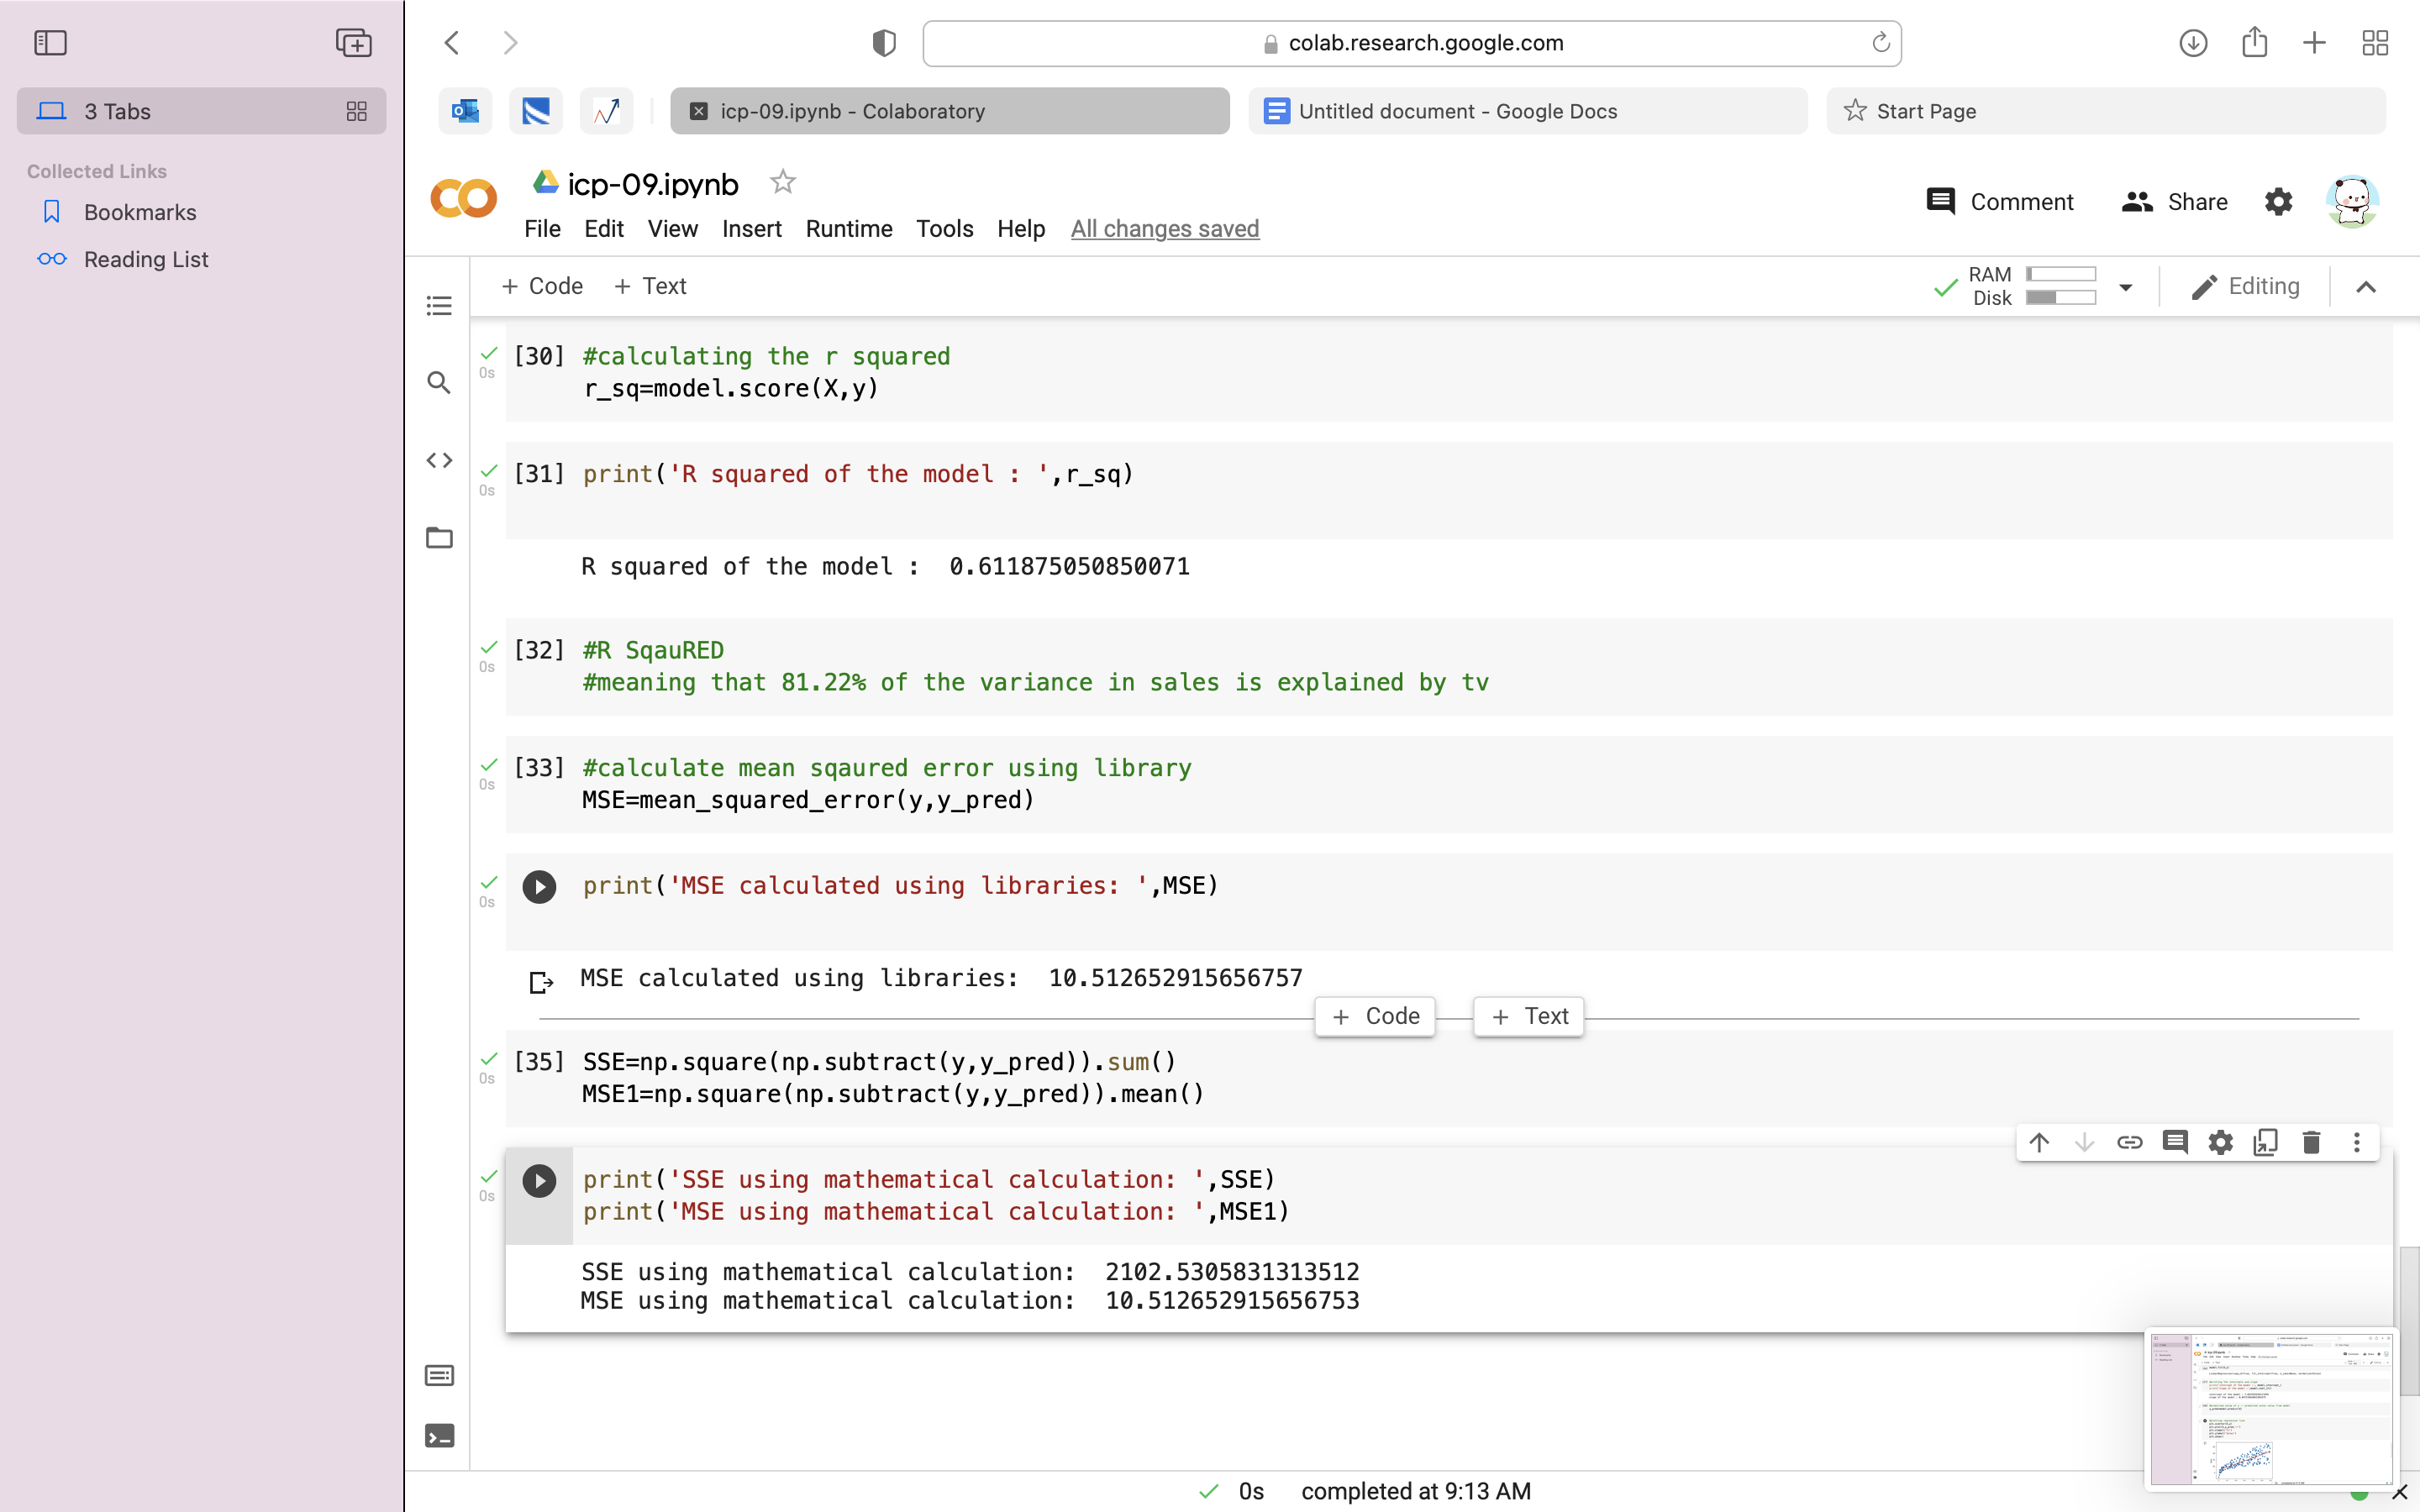 3 Tabs
Collected Links
Bookmarks
Reading List
colab.research.google.com
icp-09.ipynb - Colaboratory
Untitled document - Google Docs
Start Page
icp-09.ipynb
File Edit View Insert Runtime Tools Help All changes saved
Comment
Share
+ Code + Text
RAM
Disk
Editing
[30] #calculating the r squared
0s
r_sq=model.score(X,y)
[31] print('R squared of the model : ',r_sq)
0s
R squared of the model :  0.611875050850071
[32] #R SqauRED
0s
#meaning that 81.22% of the variance in sales is explained by tv
[33] #calculate mean sqaured error using library
0s
MSE=mean_squared_error(y,y_pred)
print('MSE calculated using libraries: ',MSE)
0s
MSE calculated using libraries:  10.512652915656757
+ Code + Text
[35] SSE=np.square(np.subtract(y,y_pred)).sum()
0s
MSE1=np.square(np.subtract(y,y_pred)).mean()
print('SSE using mathematical calculation: ',SSE)
0s
print('MSE using mathematical calculation: ',MSE1)
SSE using mathematical calculation:  2102.5305831313512
MSE using mathematical calculation:  10.512652915656753
0s completed at 9:13 AM